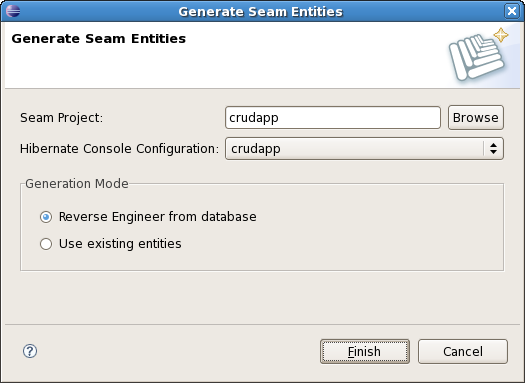 Generate Seam Entities
Generate Seam Entities
Seam Project: crudapp Browse
Hibernate Console Configuration: crudapp
Generation Mode
Reverse Engineer from database
Use existing entities
? Finish Cancel